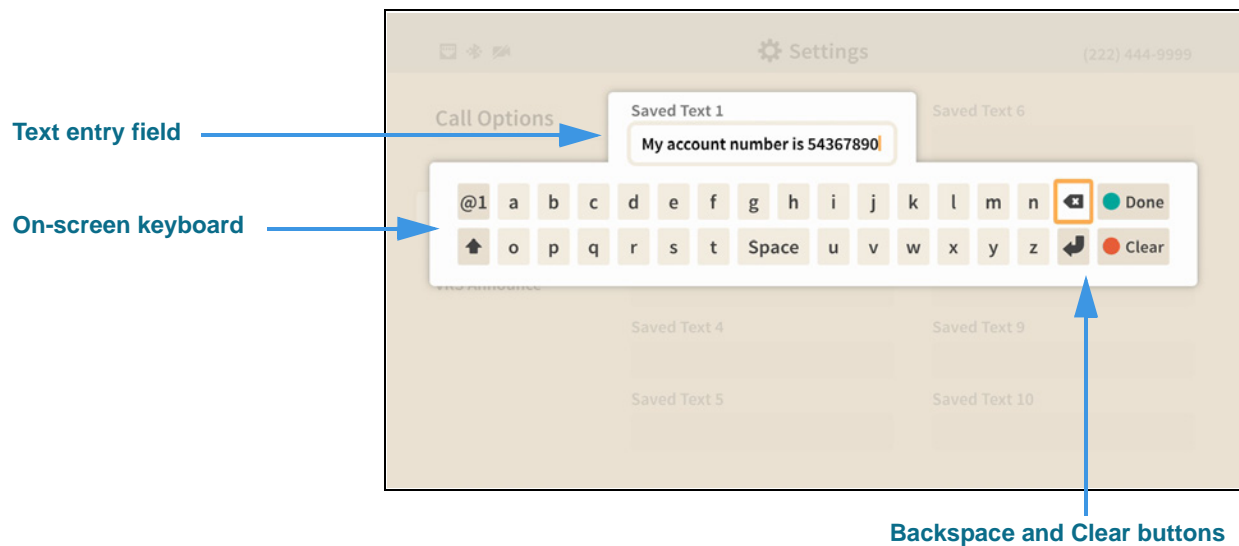 Settings
(222) 444-9999
Call Options
Saved Text 1
Saved Text 6
Text entry field
My account number is 54367890
@1 a b c d e f g h i j k l m n Done
On-screen keyboard
o p q r s t Space u v w x y z Clear
VRS Announce
Saved Text 4
Saved Text 9
Saved Text 5
Saved Text 10
Backspace and Clear buttons